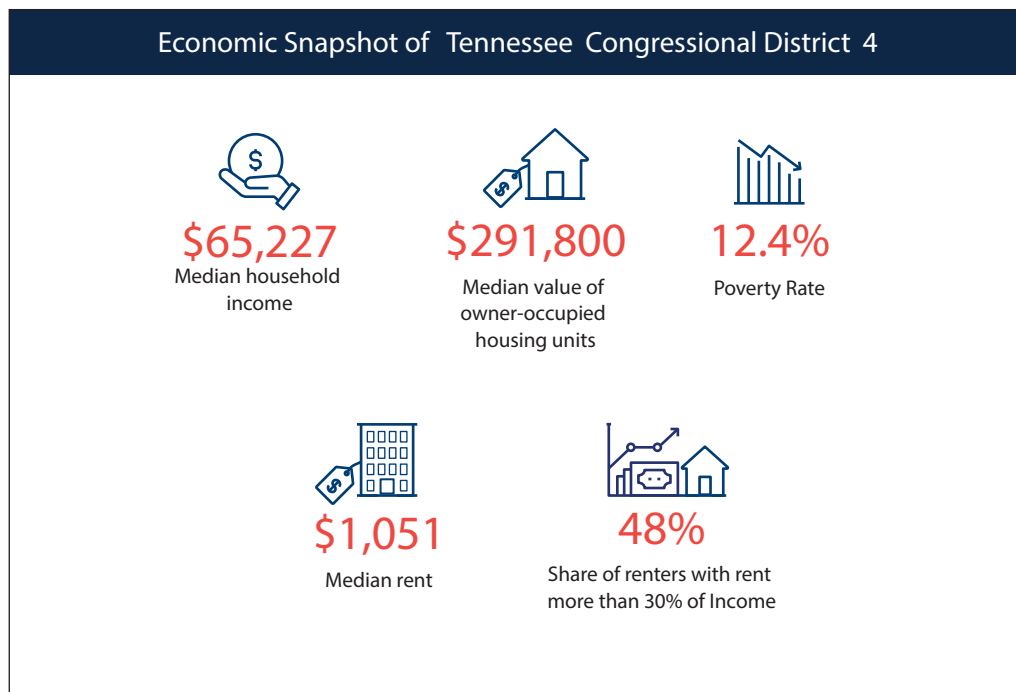 Economic Snapshot of Tennessee Congressional District 4
$
$
$65,227
Median household
income
$291,800
Median value of
owner-occupied
housing units
12.4%
Poverty Rate
$
$1,051
Median rent
48%
Share of renters with rent
more than 30% of Income